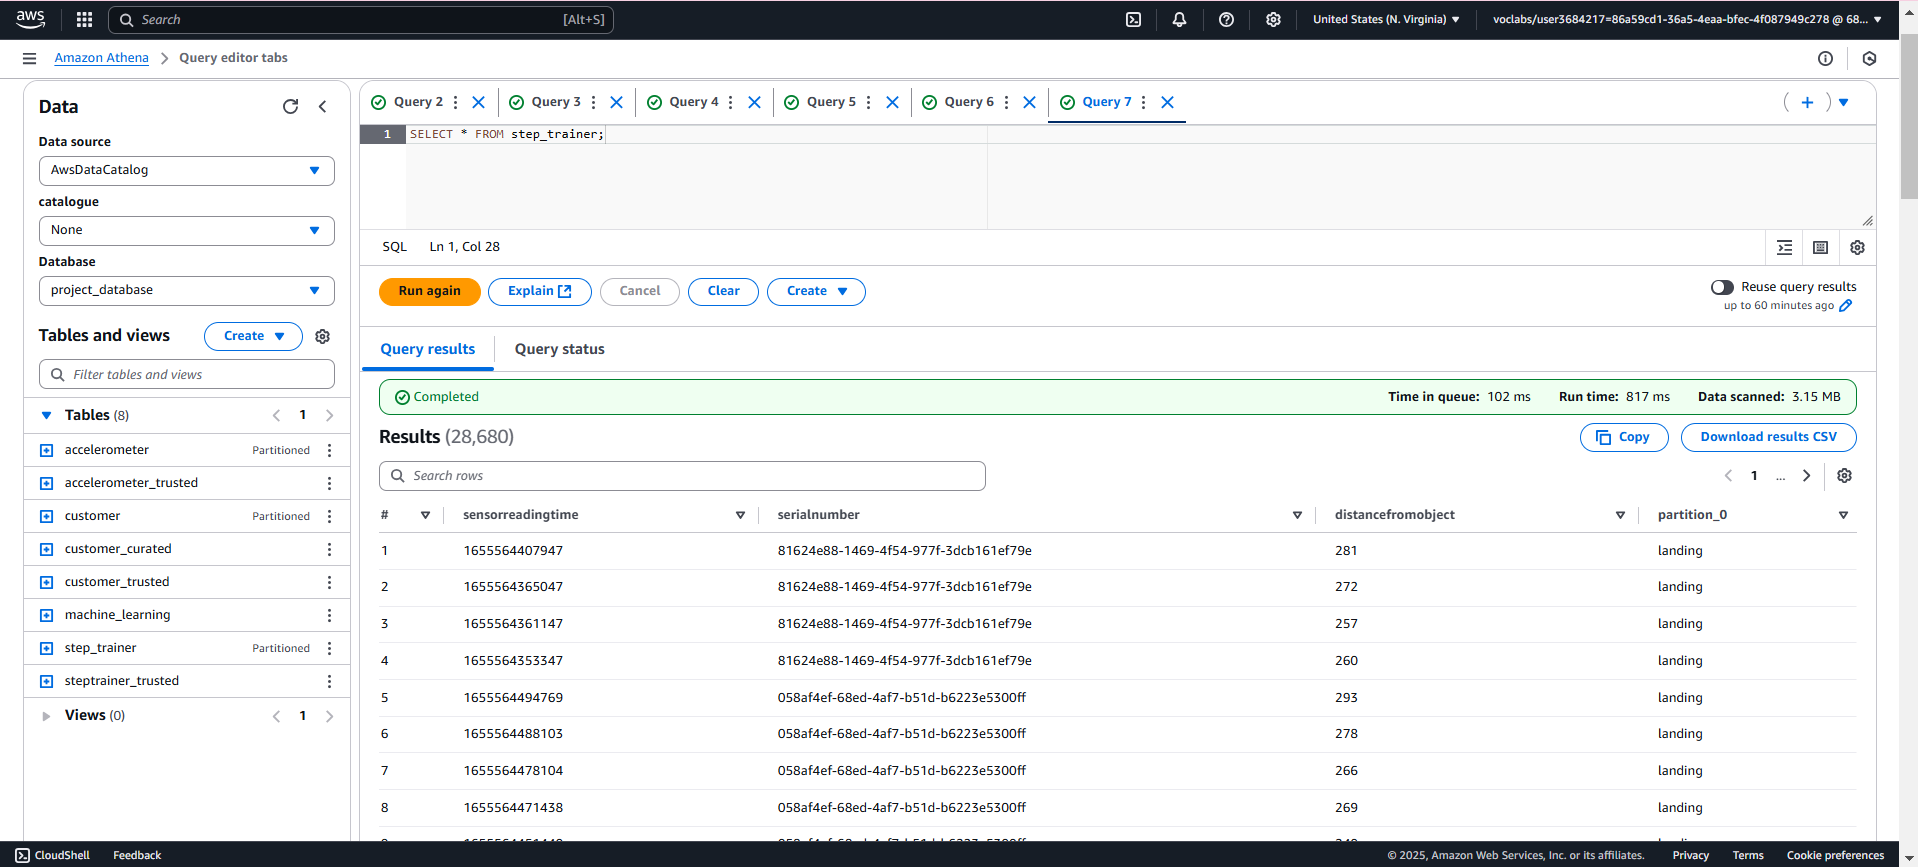 aws
Search
[Alt+S]
United States (N. Virginia)
voclabs/user3684217=86a59cd1-36a5-4eaa-bfec-4f087949c278 @ 68...
Amazon Athena
Query editor tabs
Data
Data source
AwsDataCatalog
catalogue
None
Database
project_database
Tables and views
Create
Filter tables and views
Tables (8)
1
accelerometer
Partitioned
accelerometer_trusted
customer
Partitioned
customer_curated
customer_trusted
machine_learning
step_trainer
Partitioned
steptrainer_trusted
Views (0)
1
Query 2
Query 3
Query 4
Query 5
Query 6
Query 7
1
SELECT * FROM step_trainer;
SQL
Ln 1, Col 28
Run again
Explain
Cancel
Clear
Create
Reuse query results
up to 60 minutes ago
Query results
Query status
Completed
Time in queue: 102 ms
Run time: 817 ms
Data scanned: 3.15 MB
Results (28,680)
Copy
Download results CSV
Search rows
1
...
# sensorreadingtime serialnumber distancefromobject partition_0
1 1655564407947 81624e88-1469-4f54-977f-3dcb161ef79e 281 landing
2 1655564365047 81624e88-1469-4f54-977f-3dcb161ef79e 272 landing
3 1655564361147 81624e88-1469-4f54-977f-3dcb161ef79e 257 landing
4 1655564353347 81624e88-1469-4f54-977f-3dcb161ef79e 260 landing
5 1655564494769 058af4ef-68ed-4af7-b51d-b6223e5300ff 293 landing
6 1655564488103 058af4ef-68ed-4af7-b51d-b6223e5300ff 278 landing
7 1655564478104 058af4ef-68ed-4af7-b51d-b6223e5300ff 266 landing
8 1655564471438 058af4ef-68ed-4af7-b51d-b6223e5300ff 269 landing
CloudShell
Feedback
© 2025, Amazon Web Services, Inc. or its affiliates.
Privacy
Terms
Cookie preferences